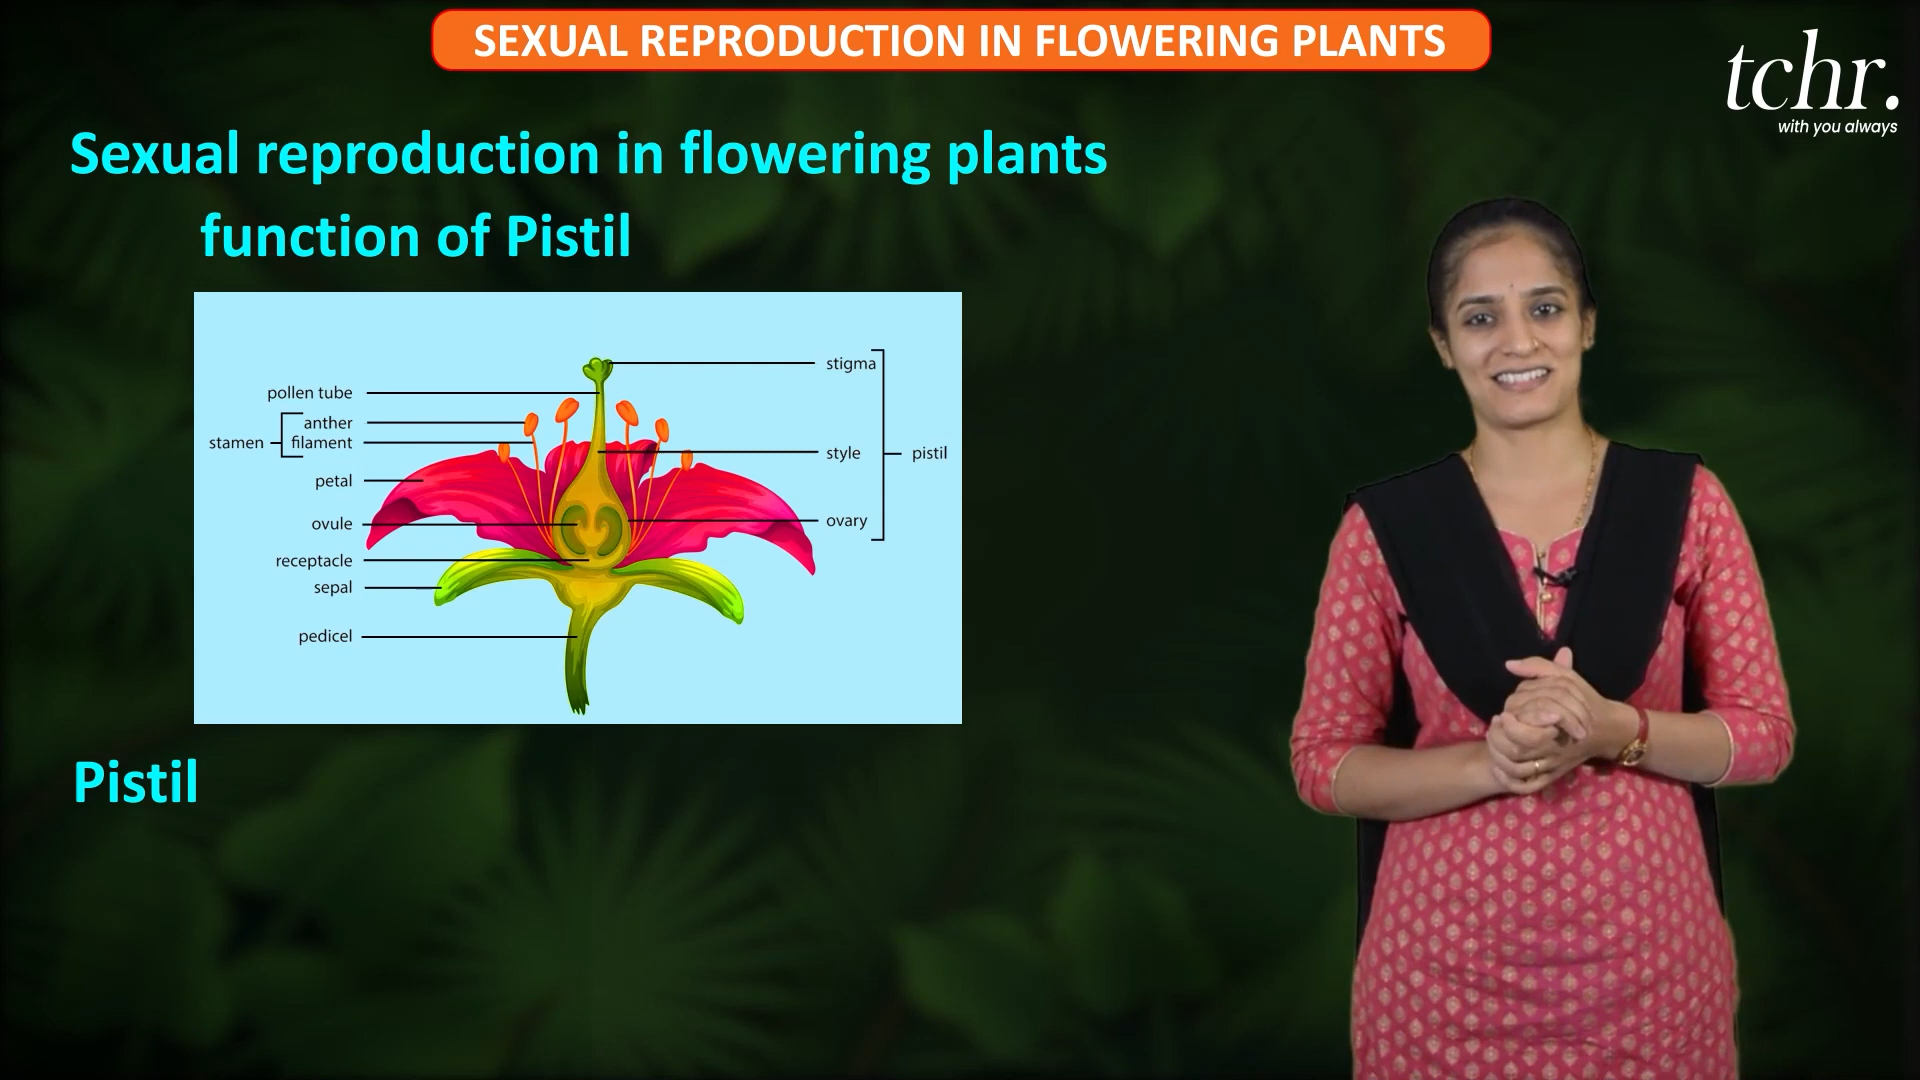 SEXUAL REPRODUCTION IN FLOWERING PLANTS
tchr.
with you always
Sexual reproduction in flowering plants
function of Pistil
stigma
pollen tube
anther
stamen
filament
style
pistil
petal
ovule
ovary
receptacle
sepal
pedicel
Pistil